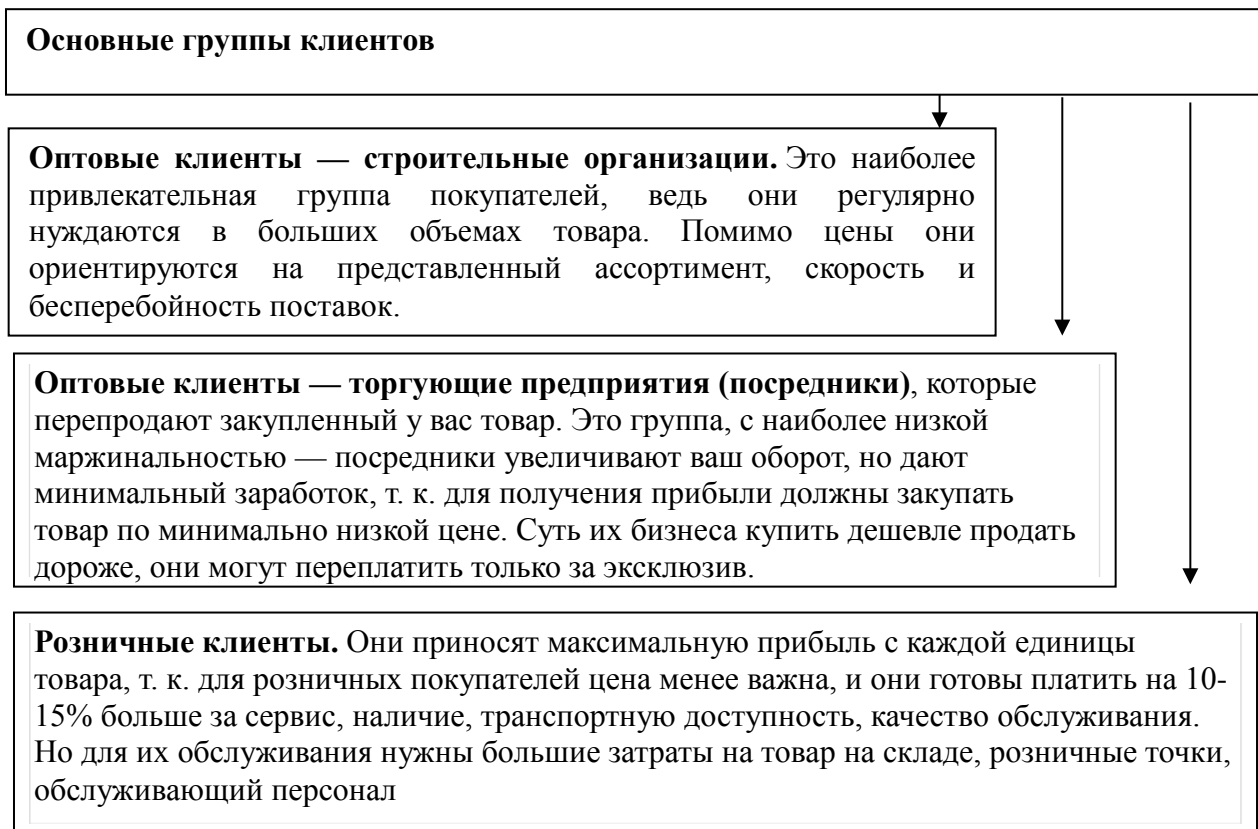 Основные группы клиентов
Оптовые клиенты — строительные организации. Это наиболее
привлекательная группа покупателей, ведь они регулярно
нуждаются в больших объемах товара. Помимо цены они
ориентируются на представленный ассортимент, скорость и
бесперебойность поставок.
Оптовые клиенты — торгующие предприятия (посредники), которые
перепродают закупленный у вас товар. Это группа, с наиболее низкой
маржинальностью — посредники увеличивают ваш оборот, но дают
минимальный заработок, т. к. для получения прибыли должны закупать
товар по минимально низкой цене. Суть их бизнеса купить дешевле продать
дороже, они могут переплатить только за эксклюзив.
Розничные клиенты. Они приносят максимальную прибыль с каждой единицы
товара, т. к. для розничных покупателей цена менее важна, и они готовы платить на 10-
15% больше за сервис, наличие, транспортную доступность, качество обслуживания.
Но для их обслуживания нужны большие затраты на товар на складе, розничные точки,
обслуживающий персонал